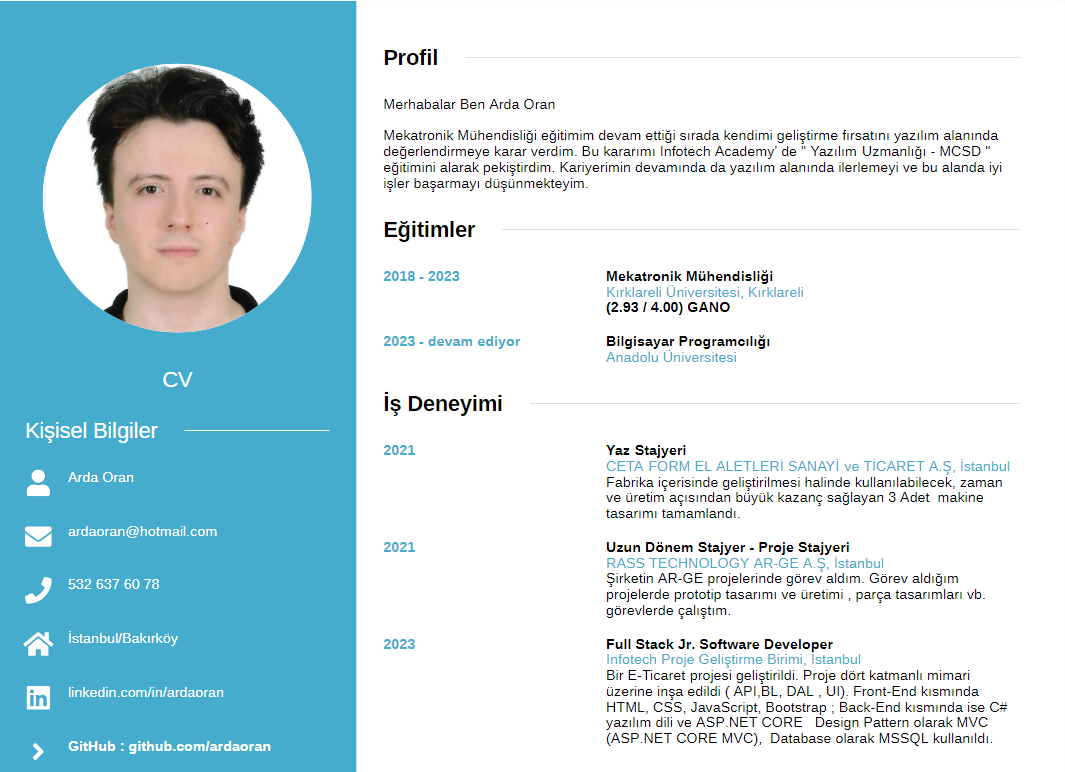 CV
Kişisel Bilgiler
Arda Oran
ardaoran@hotmail.com
532 637 60 78
İstanbul/Bakırköy
linkedin.com/in/ardaoran
GitHub : github.com/ardaoran
Profil
Merhabalar Ben Arda Oran
Mekatronik Mühendisliği eğitimim devam ettiği sırada kendimi geliştirme fırsatını yazılım alanında
değerlendirmeye karar verdim. Bu kararımı Infotech Academy' de " Yazılım Uzmanlığı - MCSD "
eğitimini alarak pekiştirdim. Kariyerimin devamında da yazılım alanında ilerlemeyi ve bu alanda iyi
işler başarmayı düşünmekteyim.
Eğitimler
2018 - 2023
Mekatronik Mühendisliği
Kırklareli Üniversitesi, Kırklareli
(2.93 / 4.00) GANO
2023 - devam ediyor
Bilgisayar Programcılığı
Anadolu Üniversitesi
İş Deneyimi
2021
Yaz Stajyeri
CETA FORM EL ALETLERİ SANAYİ ve TİCARET A.Ş, İstanbul
Fabrika içerisinde geliştirilmesi halinde kullanılabilecek, zaman
ve üretim açısından büyük kazanç sağlayan 3 Adet  makine
tasarımı tamamlandı.
2021
Uzun Dönem Stajyer - Proje Stajyeri
RASS TECHNOLOGY AR-GE A.Ş, İstanbul
Şirketin AR-GE projelerinde görev aldım. Görev aldığım
projelerde prototip tasarımı ve üretimi , parça tasarımları vb.
görevlerde çalıştım.
2023
Full Stack Jr. Software Developer
Infotech Proje Geliştirme Birimi, İstanbul
Bir E-Ticaret projesi geliştirildi. Proje dört katmanlı mimari
üzerine inşa edildi ( API,BL, DAL , UI). Front-End kısmında
HTML, CSS, JavaScript, Bootstrap ; Back-End kısmında ise C#
yazılım dili ve ASP.NET CORE   Design Pattern olarak MVC
(ASP.NET CORE MVC),  Database olarak MSSQL kullanıldı.